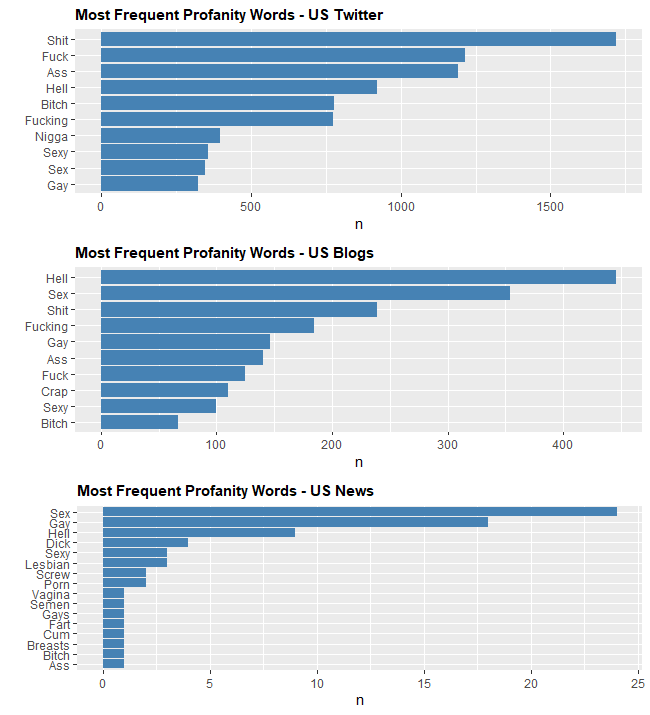 Most Frequent Profanity Words - US Twitter
Shit
Fuck
Ass
Hell
Bitch
Fucking
Nigga
Sexy
Sex
Gay
0 500 1000 1500
n
Most Frequent Profanity Words - US Blogs
Hell
Sex
Shit
Fucking
Gay
Ass
Fuck
Crap
Sexy
Bitch
0 100 200 300 400
n
Most Frequent Profanity Words - US News
Sex
Gay
Hell
Dick
Sexy
Lesbian
Screw
Porn
Vagina
Semen
Gays
Fart
Cum
Breasts
Bitch
Ass
0 5 10 15 20 25
n